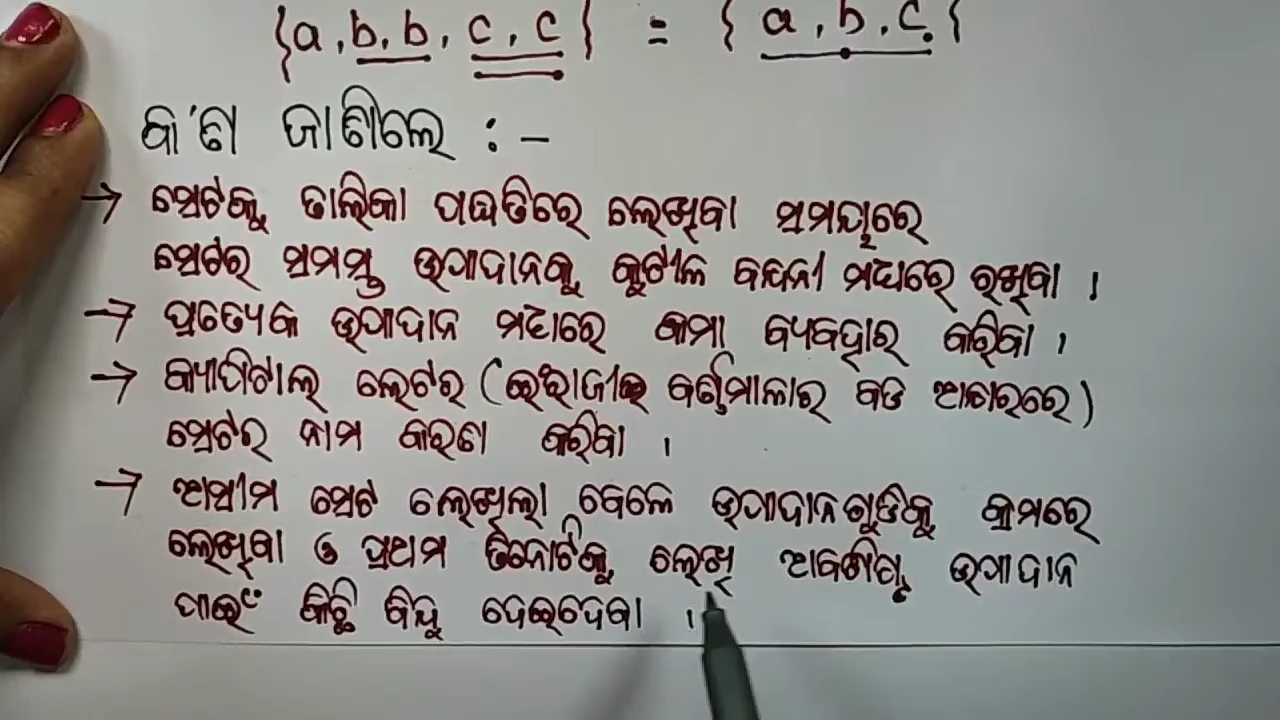 {a, b, b, c, c} = { a, b, c. }
କ'ଣ ଜାଣିଲେ :-
→ ସେଟକୁ ତାଲିକା ପଦ୍ଧତିରେ ଲେଖିବା ସମୟରେ
ସେଟର ସମସ୍ତ ଉପାଦାନକୁ କୁଟୀଳ ବନ୍ଧନୀ ମଧ୍ୟରେ ରଖିବା ।
→ ପ୍ରତ୍ୟେକ ଉପାଦାନ ମଧ୍ୟରେ କମା ବ୍ୟବହାର କରିବା ।
→ କ୍ୟାପିଟାଲ୍ ଲେଟର (ଇଂରାଜୀଇ ବର୍ଣ୍ଣମାଳାର ବଡ ଆକାରରେ)
ସେଟର ନାମ କରଣ କରିବା ।
→ ଅସୀମ ସେଟ ଲେଖିଲା ବେଳେ ଉପାଦାନଗୁଡିକୁ କ୍ରମରେ
ଲେଖିବା ଓ ପ୍ରଥମ ତିନୋଟିକୁ ଲେଖି ଅବଶିଷ୍ଟ ଉପାଦାନ
ପାଇଁ କିଛି ବିନ୍ଦୁ ଦେଇଦେବା ।